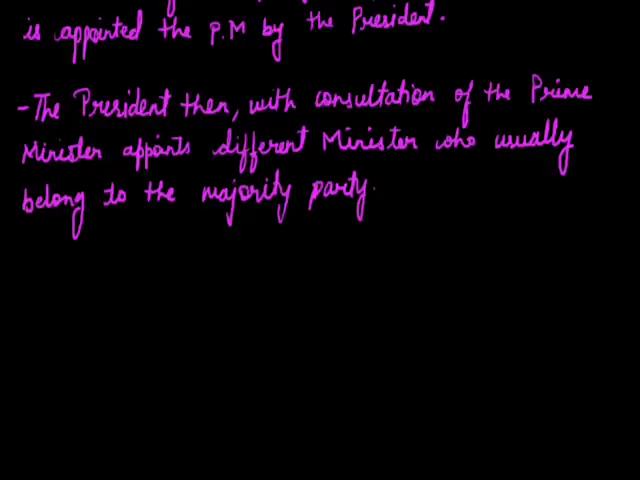 is appointed the P.M by the President.
- The President then, with consultation of the Prime
Minister appoints different Minister who usually
belong to the majority party.